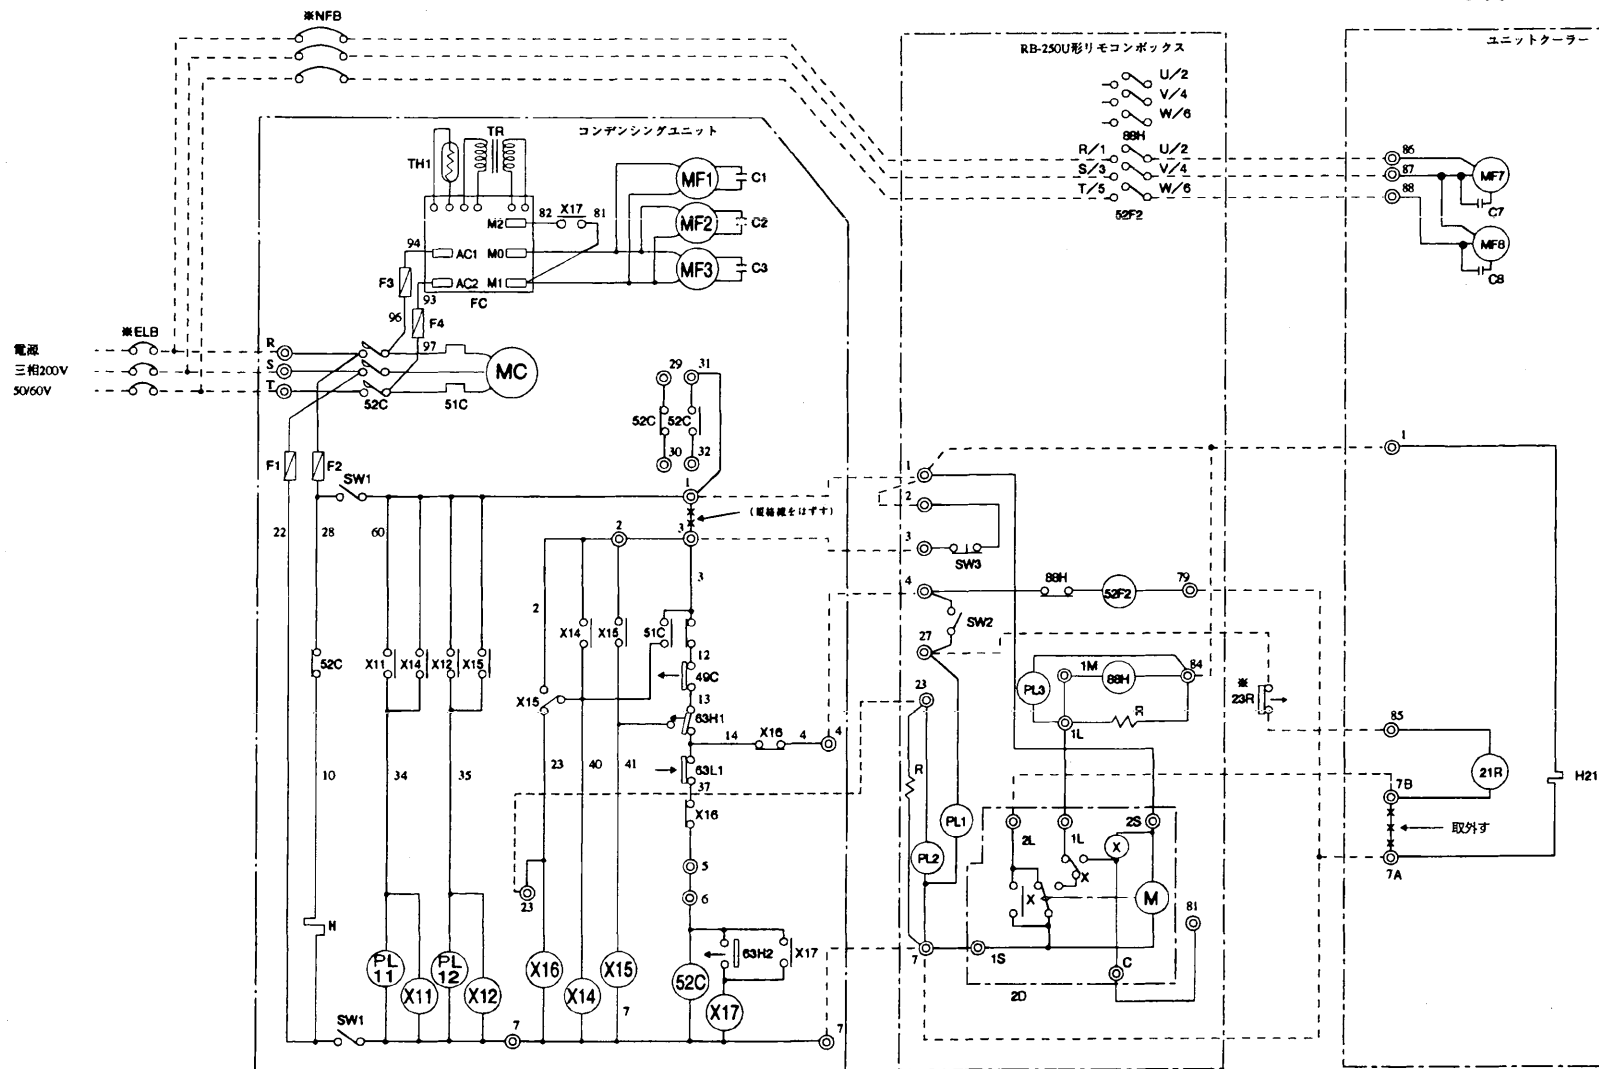 ※NFB
RB-250U形リモコンボックス
ユニットクーラー
U/2
V/4
W/6
88H
コンデンシングユニット
TR
TH1
MF1
C1
R/1
U/2
S/3
V/4
T/5
W/6
52F2
86
87
88
MF7
C7
MF8
C8
M2
82
X17
81
MF2
C2
94
AC1
M0
MF3
C3
F3
AC2
M1
FC
93
96
F4
97
※ELB
電源
三相200V
50/60V
R
S
T
52C
51C
MC
29
31
52C
52C
30
32
F1
F2
SW1
1
(短絡線をはずす)
1
2
3
SW3
1
22
28
60
2
3
3
4
88H
52F2
79
SW2
27
2
X14
X15
51C
12
52C
X11
X14
X12
X15
49C
13
X15
63H1
14
X16
4
4
23
PL3
1M
88H
84
R
1L
※
23R
85
21R
H21
7B
取外す
7A
10
34
35
23
40
41
63L1
37
X16
5
6
23
R
PL1
PL2
2L
1L
2S
X
X
X
M
81
H
PL
11
X11
PL
12
X12
X16
X14
X15
7
52C
63H2
X17
X17
7
1S
C
2D
SW1
7
7